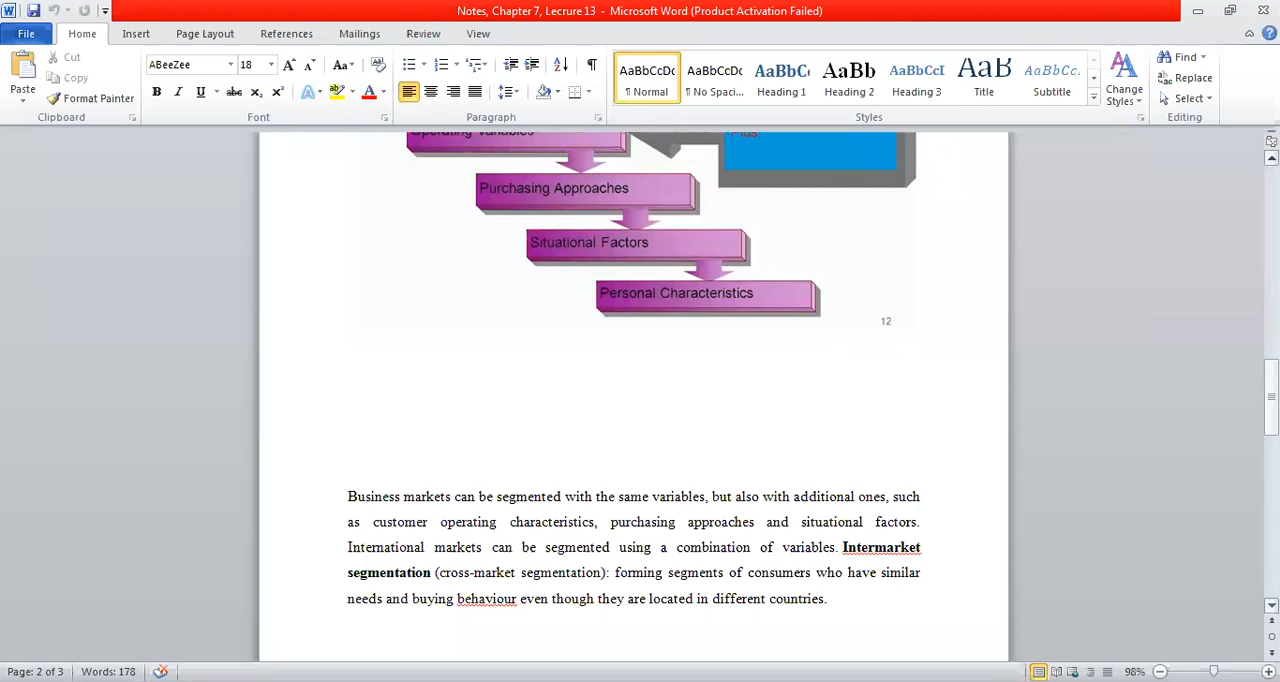 Notes, Chapter 7, Lecrure 13 - Microsoft Word (Product Activation Failed)
File Home Insert Page Layout References Mailings Review View
Paste
Cut
Copy
Format Painter
Clipboard
ABeeZee 18
Font
Paragraph
AaBbCcDc AaBbCcDc AaBbCc AaBb AaBbCcI AaB AaBbCc.
¶ Normal ¶ No Spaci... Heading 1 Heading 2 Heading 3 Title Subtitle
Styles
Change
Styles
Find
Replace
Select
Editing
Operating Variables
Plus!
Purchasing Approaches
Situational Factors
Personal Characteristics
12
Business markets can be segmented with the same variables, but also with additional ones, such
as customer operating characteristics, purchasing approaches and situational factors.
International markets can be segmented using a combination of variables. Intermarket
segmentation (cross-market segmentation): forming segments of consumers who have similar
needs and buying behaviour even though they are located in different countries.
Page: 2 of 3 Words: 178 98%